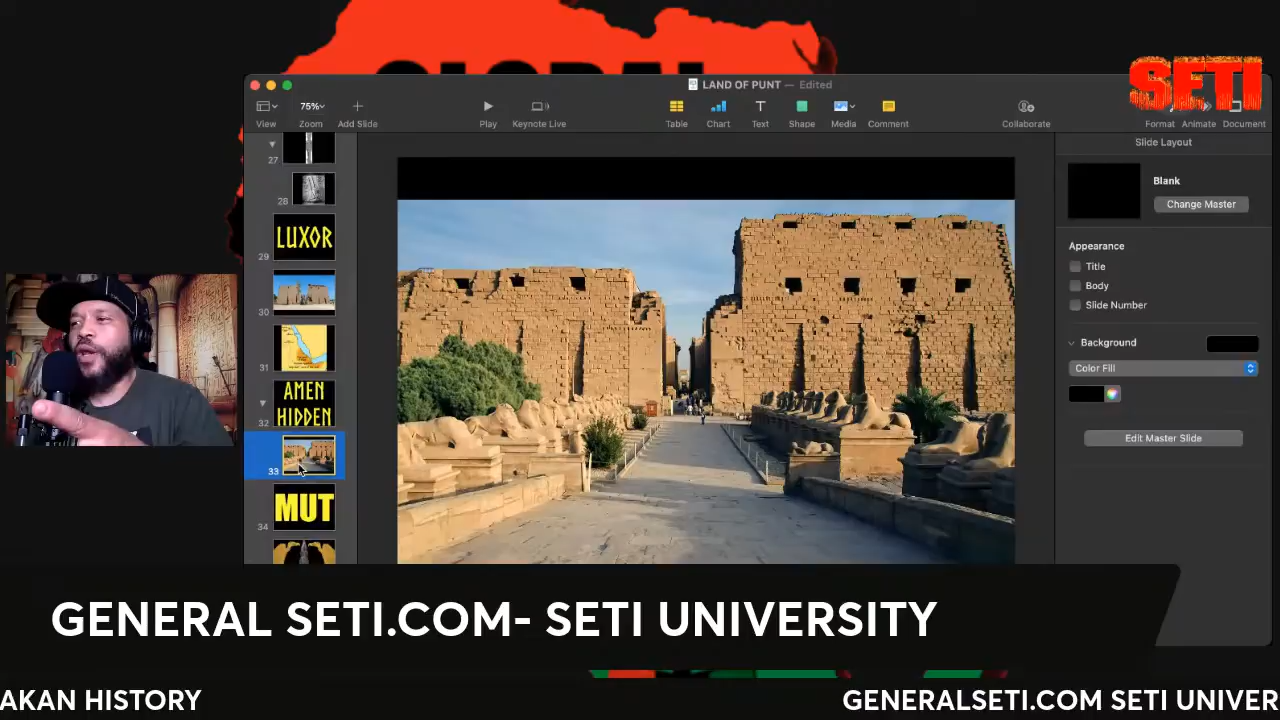 GLOBAL
SETI
LAND OF PUNT — Edited
75%
View
Zoom
Add Slide
Play
Keynote Live
Table
Chart
Text
Shape
Media
Comment
Collaborate
Format
Animate
Document
27
28
LUXOR
29
30
31
AMEN
HIDDEN
32
33
MUT
34
Slide Layout
Blank
Change Master
Appearance
Title
Body
Slide Number
Background
Color Fill
Edit Master Slide
GENERAL SETI.COM- SETI UNIVERSITY
AKAN HISTORY
GENERALSETI.COM SETI UNIVER